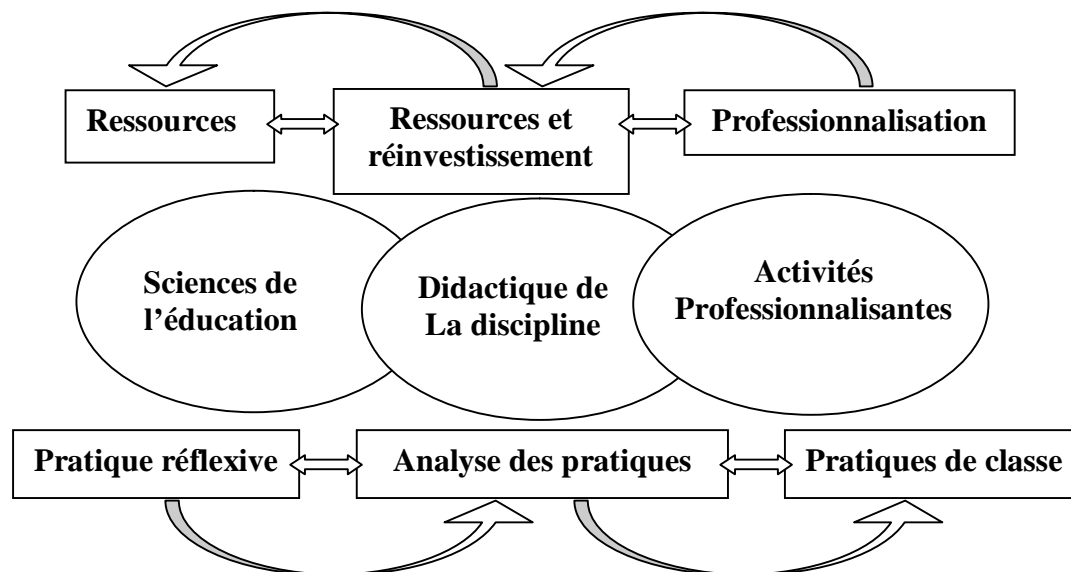 Ressources
Ressources et
réinvestissement
Professionnalisation
Sciences de
l’éducation
Didactique de
La discipline
Activités
Professionnalisantes
Pratique réflexive
Analyse des pratiques
Pratiques de classe